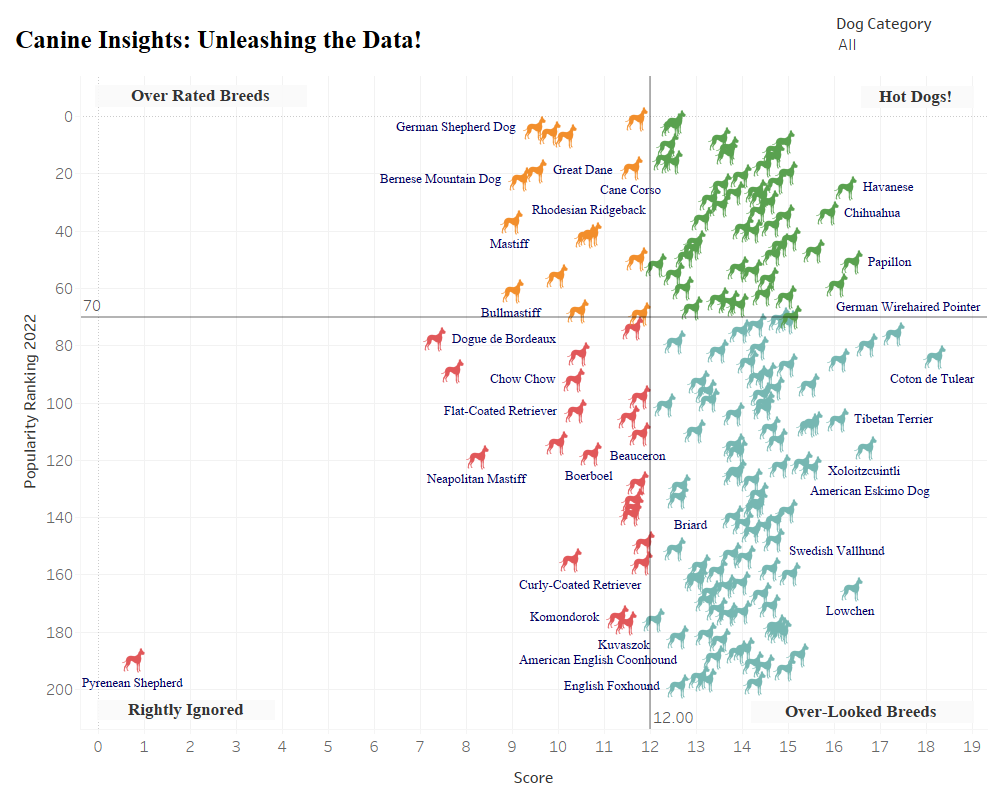 Dog Category
Canine Insights: Unleashing the Data!
All
Over Rated Breeds
Hot Dogs!
0
German Shepherd Dog
20
Great Dane
Bernese Mountain Dog
Cane Corso
Havanese
Rhodesian Ridgeback
Chihuahua
40
Mastiff
Papillon
60
70
Bullmastiff
German Wirehaired Pointer
Dogue de Bordeaux
80
Chow Chow
Coton de Tulear
100
Flat-Coated Retriever
Tibetan Terrier
Beauceron
120
Boerboel
Xoloitzcuintli
Neapolitan Mastiff
American Eskimo Dog
140
Briard
Swedish Vallhund
160
Curly-Coated Retriever
Lowchen
Komondorok
180
Kuvaszok
American English Coonhound
Pyrenean Shepherd
English Foxhound
200
Rightly Ignored
Over-Looked Breeds
12.00
Popularity Ranking 2022
0 1 2 3 4 5 6 7 8 9 10 11 12 13 14 15 16 17 18 19
Score